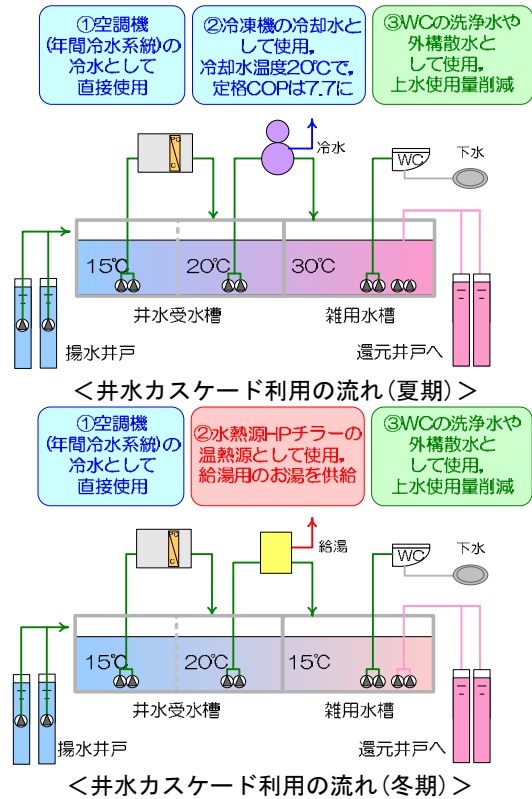 ①空調機
(年間冷水系統)の
冷水として
直接使用
②冷凍機の冷却水と
して使用,
冷却水温度20℃で,
定格COPは7.7に
③WCの洗浄水や
外構散水と
して使用,
上水使用量削減
冷水
WC
下水
15℃
20℃
30℃
井水受水槽
雑用水槽
揚水井戸
還元井戸へ
＜井水カスケード利用の流れ(夏期)＞
①空調機
(年間冷水系統)の
冷水として
直接使用
②水熱源HPチラーの
温熱源として使用,
給湯用のお湯を供給
③WCの洗浄水や
外構散水と
して使用,
上水使用量削減
給湯
WC
下水
15℃
20℃
15℃
井水受水槽
雑用水槽
揚水井戸
還元井戸へ
＜井水カスケード利用の流れ(冬期)＞